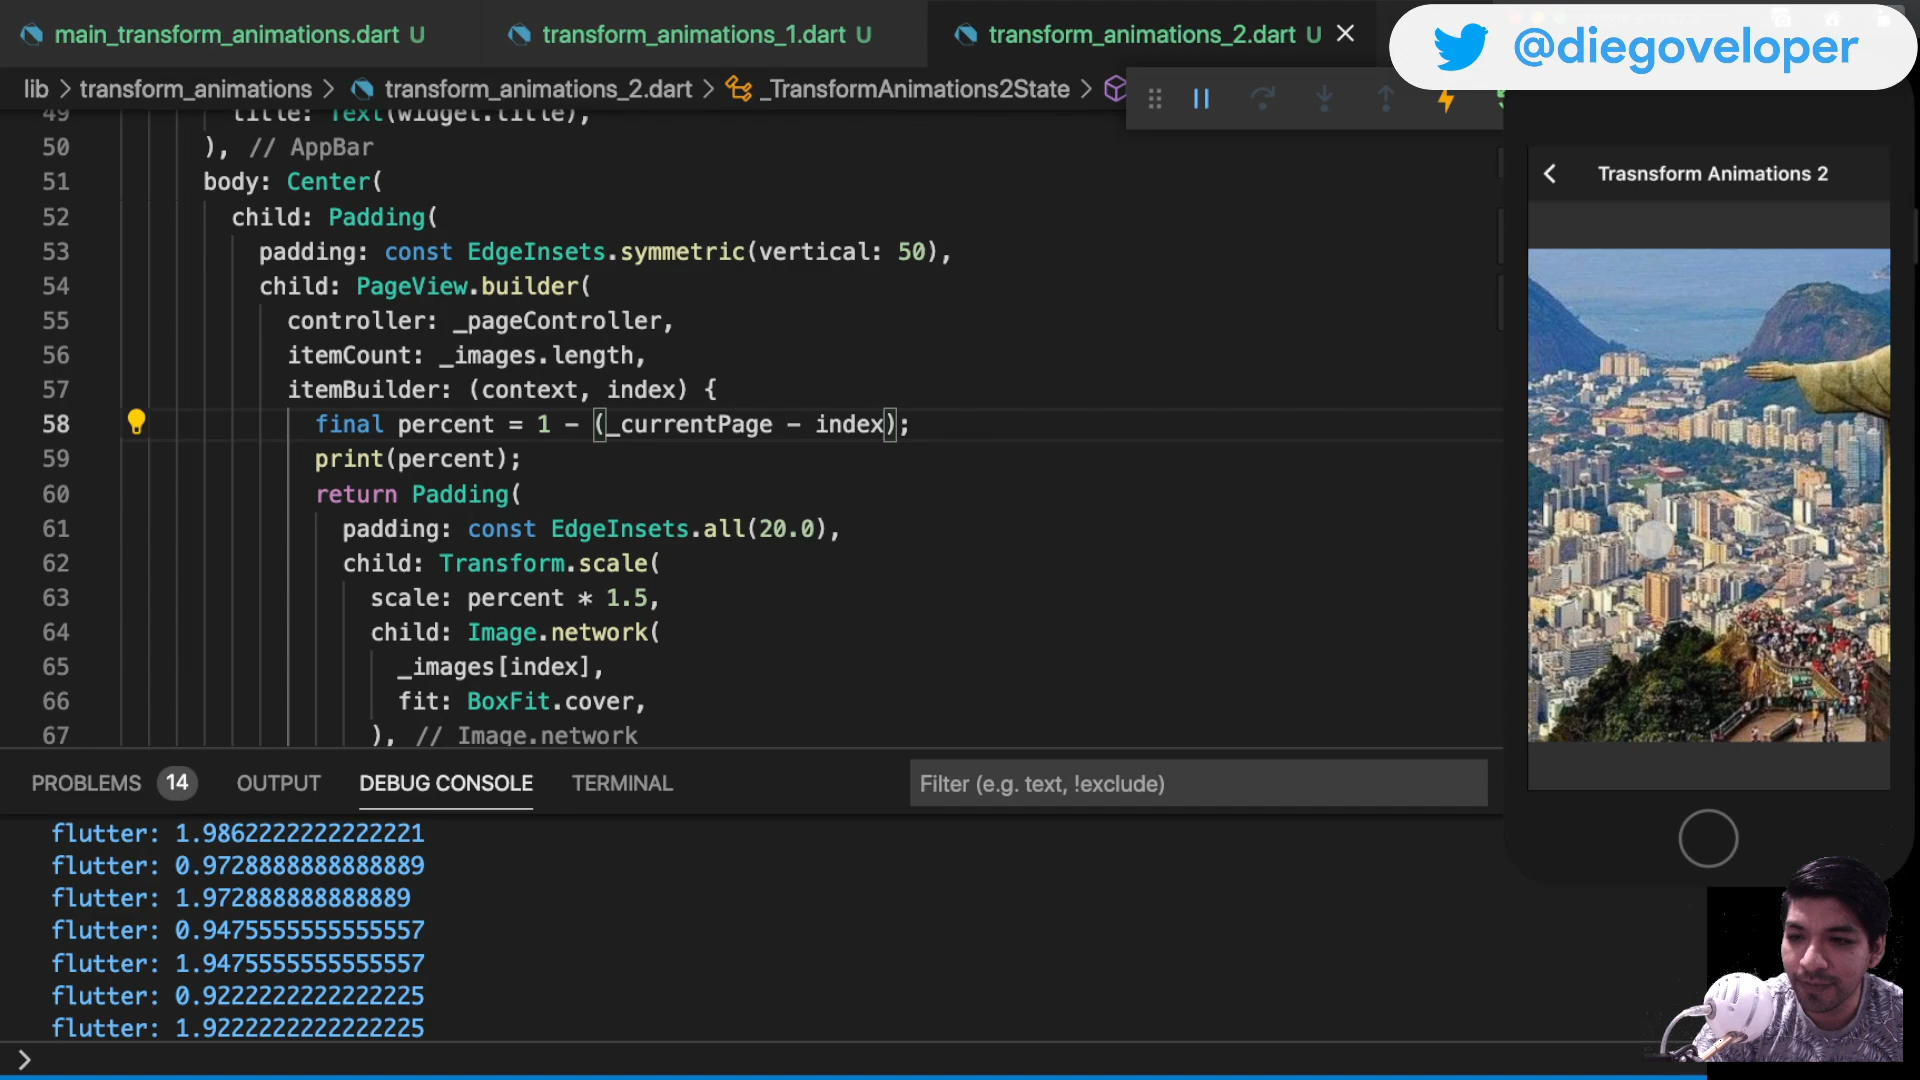 main_transform_animations.dart U
transform_animations_1.dart U
transform_animations_2.dart U
@diegoveloper
lib > transform_animations > transform_animations_2.dart > _TransformAnimations2State >
49 title: Text(widget.title),
50 ), // AppBar
51 body: Center(
52 child: Padding(
53 padding: const EdgeInsets.symmetric(vertical: 50),
54 child: PageView.builder(
55 controller: _pageController,
56 itemCount: _images.length,
57 itemBuilder: (context, index) {
58 final percent = 1 - (_currentPage - index);
59 print(percent);
60 return Padding(
61 padding: const EdgeInsets.all(20.0),
62 child: Transform.scale(
63 scale: percent * 1.5,
64 child: Image.network(
65 _images[index],
66 fit: BoxFit.cover,
67 ), // Image.network
Trasnsform Animations 2
PROBLEMS 14 OUTPUT DEBUG CONSOLE TERMINAL Filter (e.g. text, !exclude)
flutter: 1.9862222222222221
flutter: 0.9728888888888889
flutter: 1.972888888888889
flutter: 0.9475555555555557
flutter: 1.9475555555555557
flutter: 0.9222222222222225
flutter: 1.9222222222222225